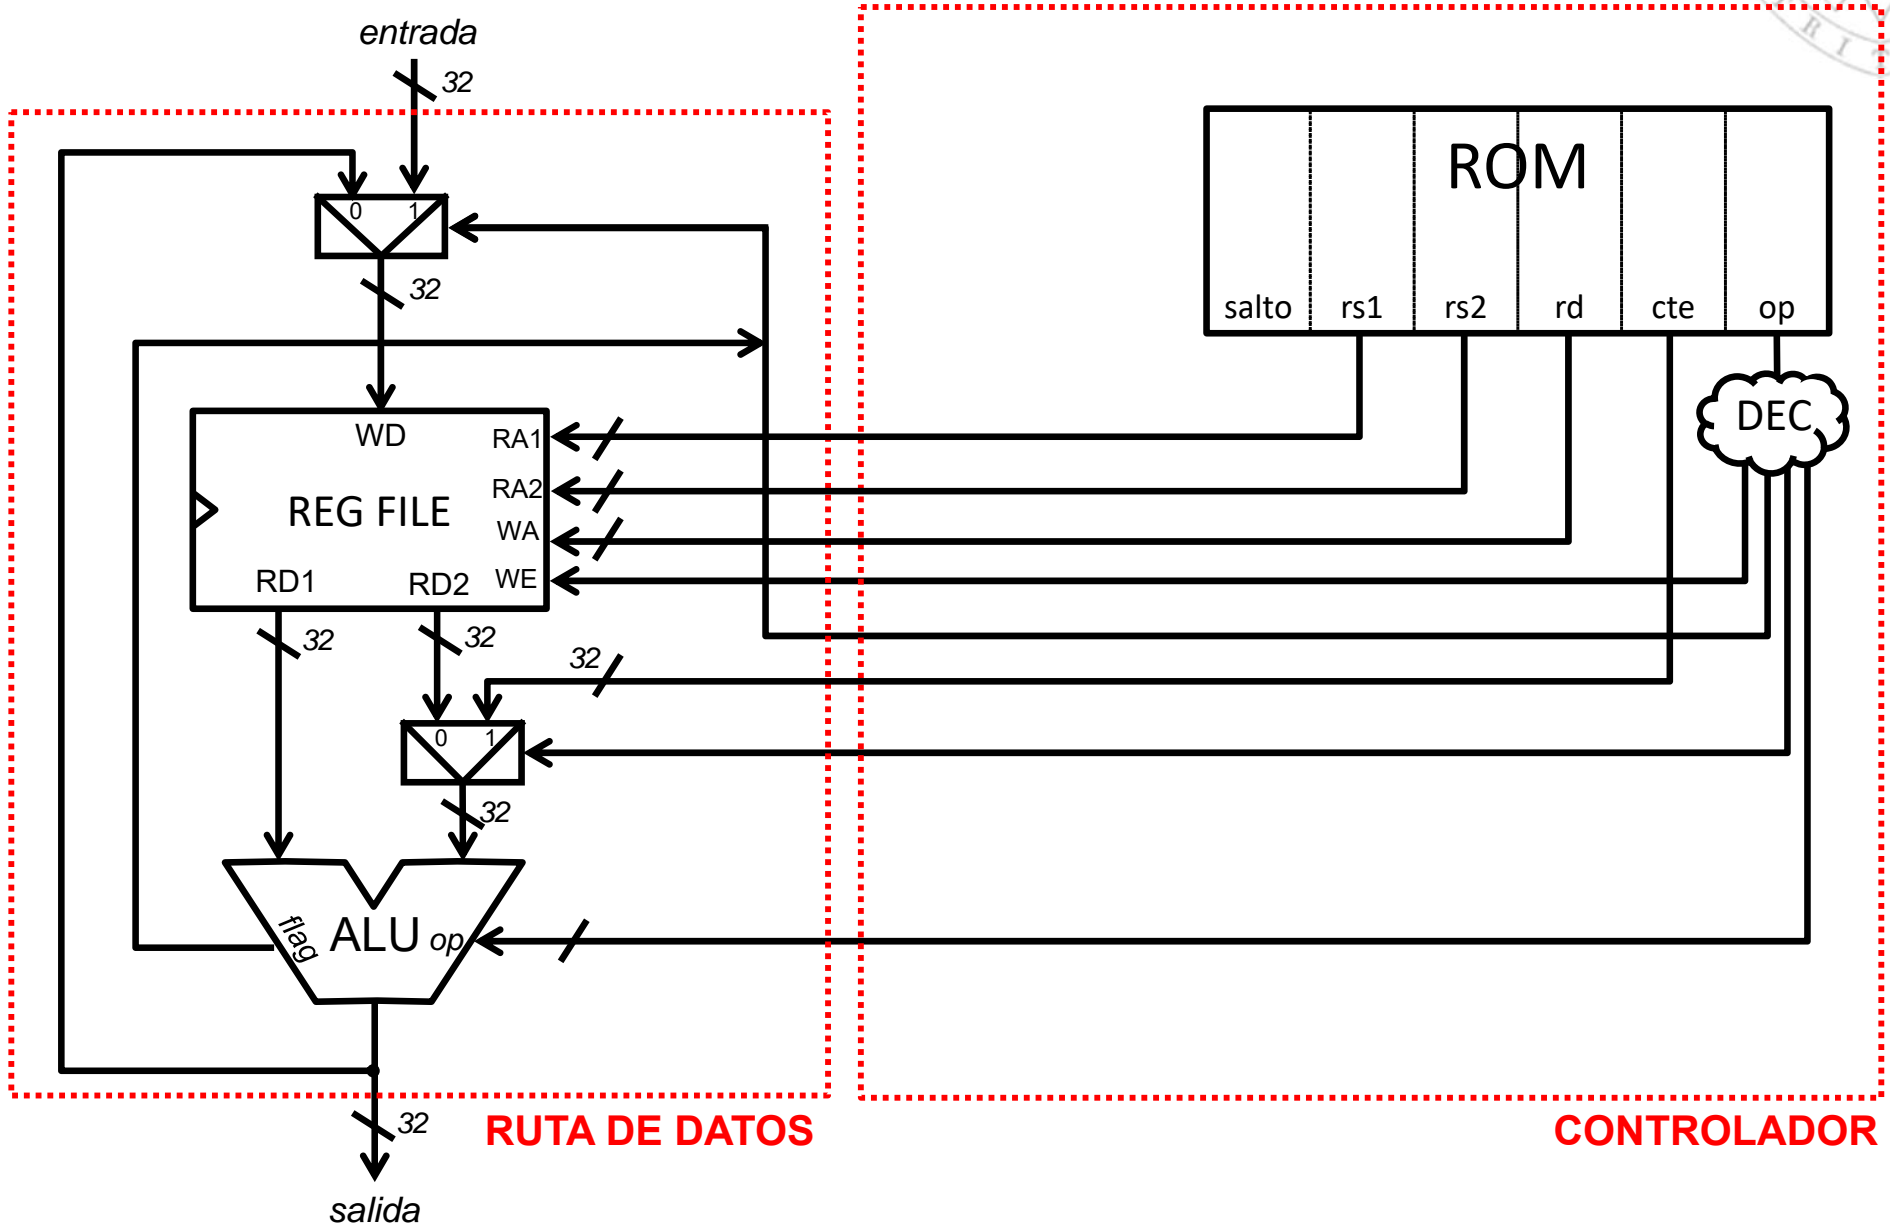 entrada
32
0 1
32
WD
RA1
RA2
REG FILE
WA
WE
RD1
RD2
32
32
32
0 1
32
flag
ALU
op
32
salida
RUTA DE DATOS
ROM
salto rs1 rs2 rd cte op
DEC
CONTROLADOR
R I T